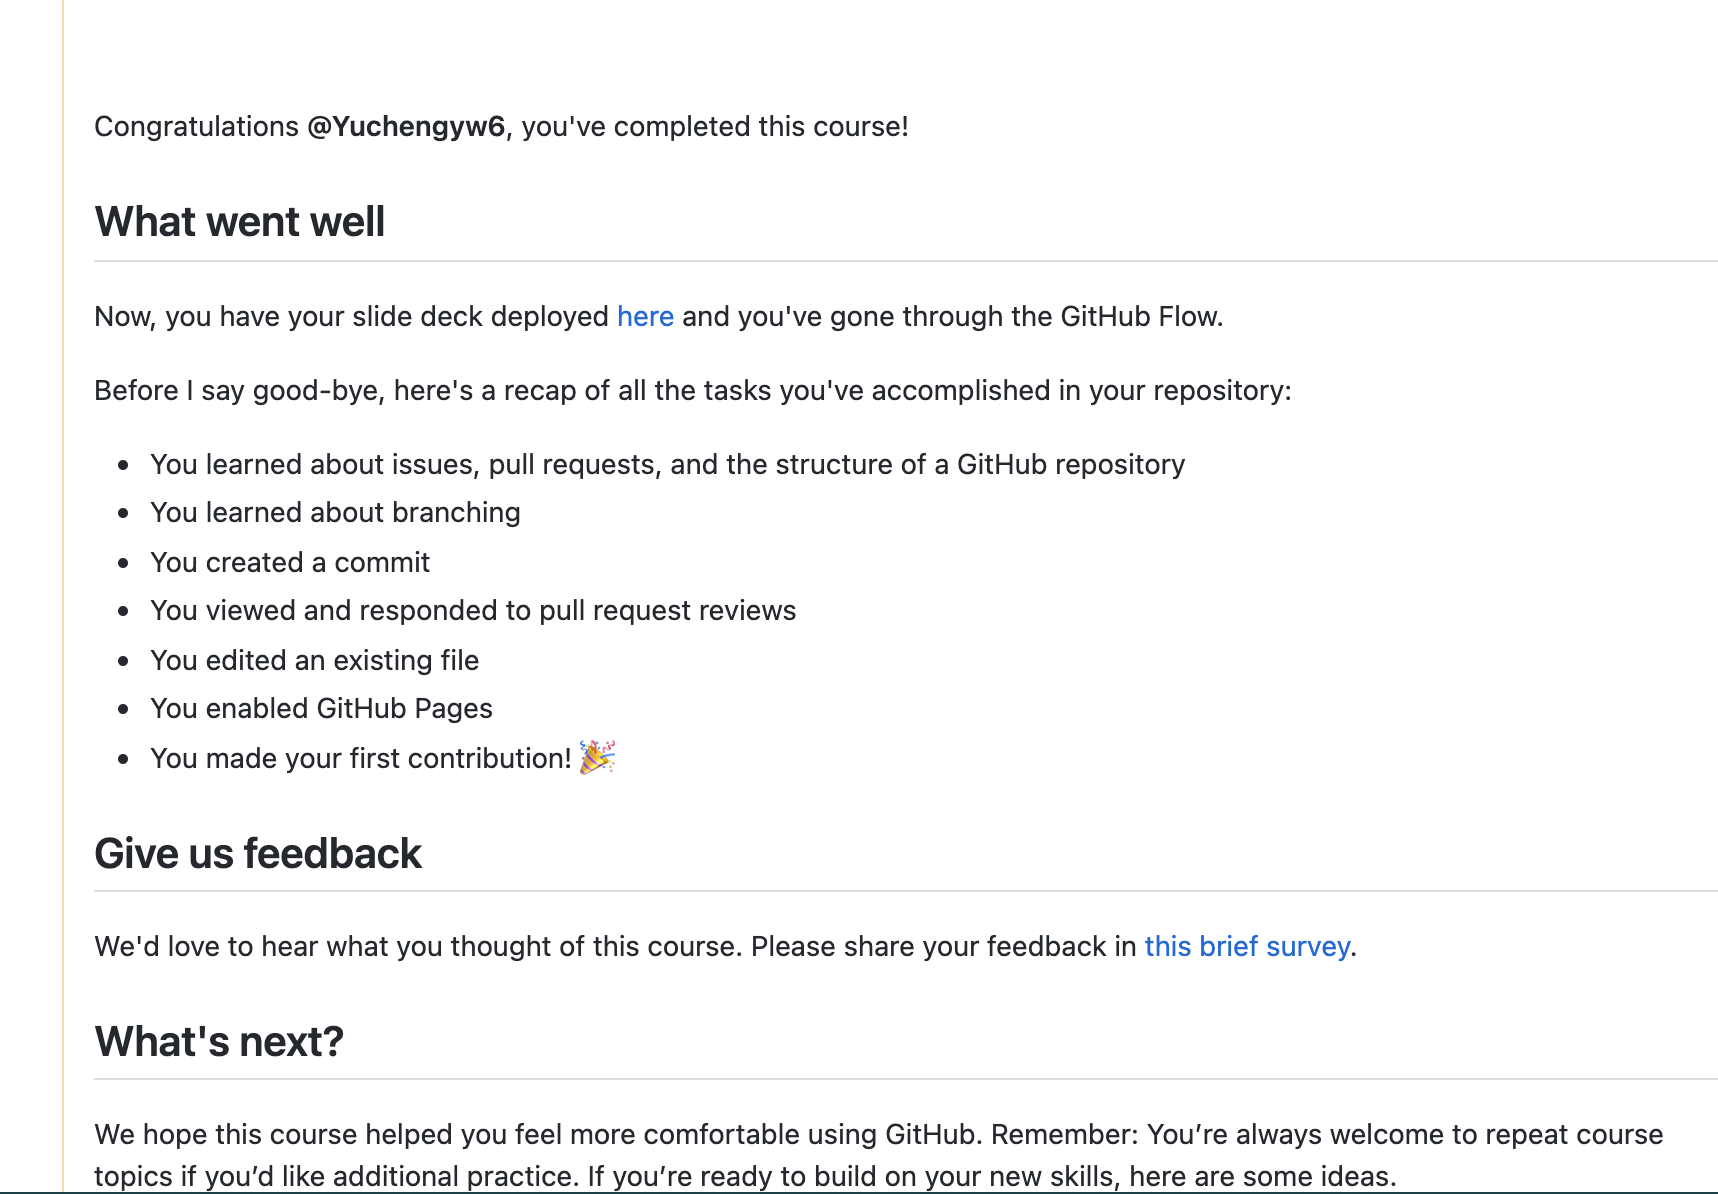 Congratulations @Yuchengyw6, you've completed this course!
What went well
Now, you have your slide deck deployed here and you've gone through the GitHub Flow.
Before I say good-bye, here's a recap of all the tasks you've accomplished in your repository:
• You learned about issues, pull requests, and the structure of a GitHub repository
• You learned about branching
• You created a commit
• You viewed and responded to pull request reviews
• You edited an existing file
• You enabled GitHub Pages
• You made your first contribution! 🎉
Give us feedback
We'd love to hear what you thought of this course. Please share your feedback in this brief survey.
What's next?
We hope this course helped you feel more comfortable using GitHub. Remember: You’re always welcome to repeat course
topics if you’d like additional practice. If you’re ready to build on your new skills, here are some ideas.